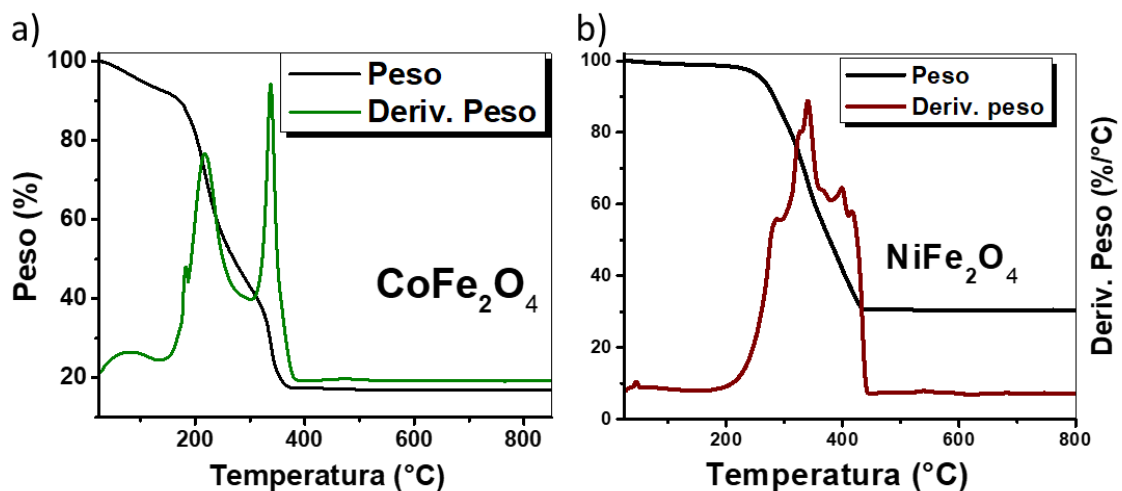 a)
Peso
Deriv. Peso
CoFe₂O₄
Peso (%)
100
80
60
40
20
200
400
600
800
Temperatura (°C)
b)
Peso
Deriv. peso
NiFe₂O₄
100
80
60
40
20
0
200
400
600
800
Temperatura (°C)
Deriv. Peso (%/°C)